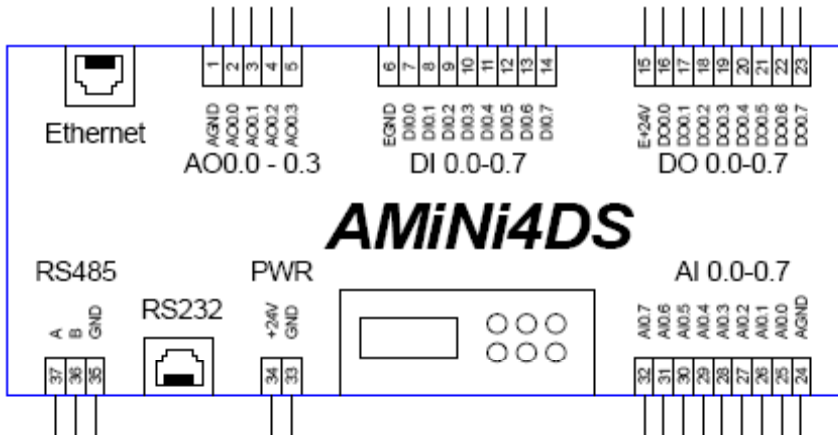 1 2 3 4 5
6 7 8 9 10 11 12 13 14
15 16 17 18 19 20 21 22 23
AGND AO0.0 AO0.1 AO0.2 AO0.3
EGND DI0.0 DI0.1 DI0.2 DI0.3 DI0.4 DI0.5 DI0.6 DI0.7
E+24V DO0.0 DO0.1 DO0.2 DO0.3 DO0.4 DO0.5 DO0.6 DO0.7
Ethernet
AO0.0 - 0.3
DI 0.0-0.7
DO 0.0-0.7
AMiNi4DS
RS485
PWR
AI 0.0-0.7
RS232
A B GND
+24V GND
AI0.7 AI0.6 AI0.5 AI0.4 AI0.3 AI0.2 AI0.1 AI0.0 AGND
37 36 35
34 33
32 31 30 29 28 27 26 25 24